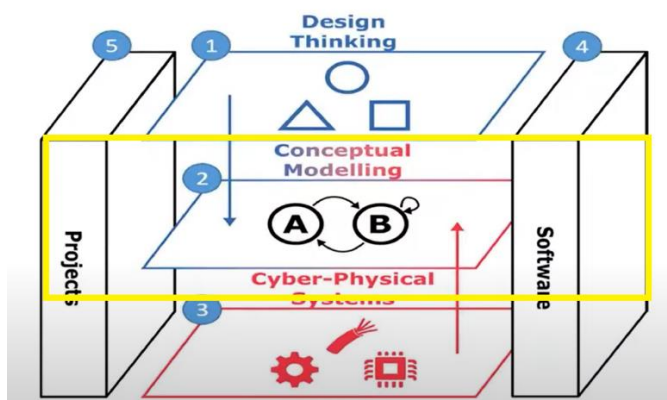 Design
Thinking
5
1
4
Conceptual
Modelling
2
A
B
Projects
Software
Cyber-Physical
Systems
3